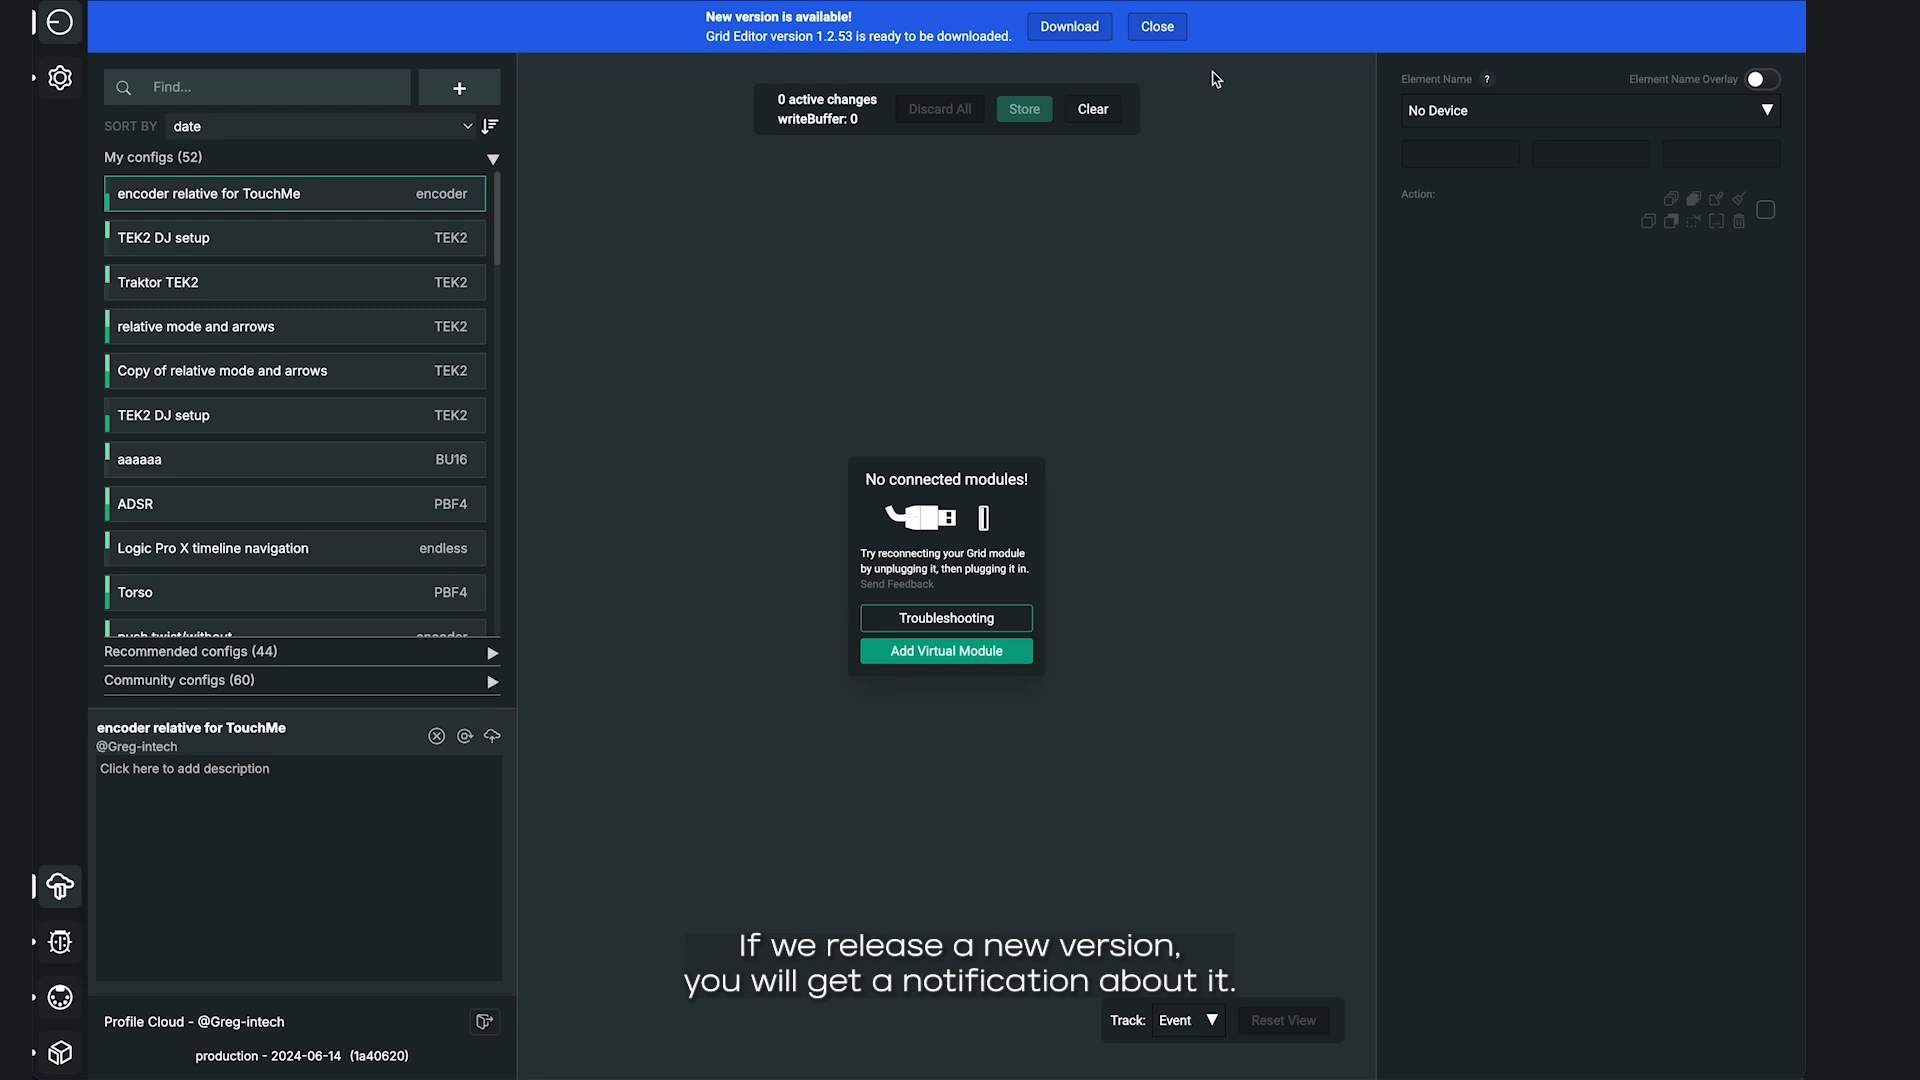 New version is available!
Grid Editor version 1.2.53 is ready to be downloaded.
Download
Close
Find...
+
SORT BY
date
My configs (52)
encoder relative for TouchMe
encoder
TEK2 DJ setup
TEK2
Traktor TEK2
TEK2
relative mode and arrows
TEK2
Copy of relative mode and arrows
TEK2
TEK2 DJ setup
TEK2
aaaaaa
BU16
ADSR
PBF4
Logic Pro X timeline navigation
endless
Torso
PBF4
push twist/without
encoder
Recommended configs (44)
Community configs (60)
encoder relative for TouchMe
@Greg-intech
Click here to add description
Profile Cloud - @Greg-intech
production - 2024-06-14 (1a40620)
0 active changes
writeBuffer: 0
Discard All
Store
Clear
No connected modules!
Try reconnecting your Grid module
by unplugging it, then plugging it in.
Send Feedback
Troubleshooting
Add Virtual Module
If we release a new version,
you will get a notification about it.
Track:
Event
Reset View
Element Name
?
Element Name Overlay
No Device
Action: